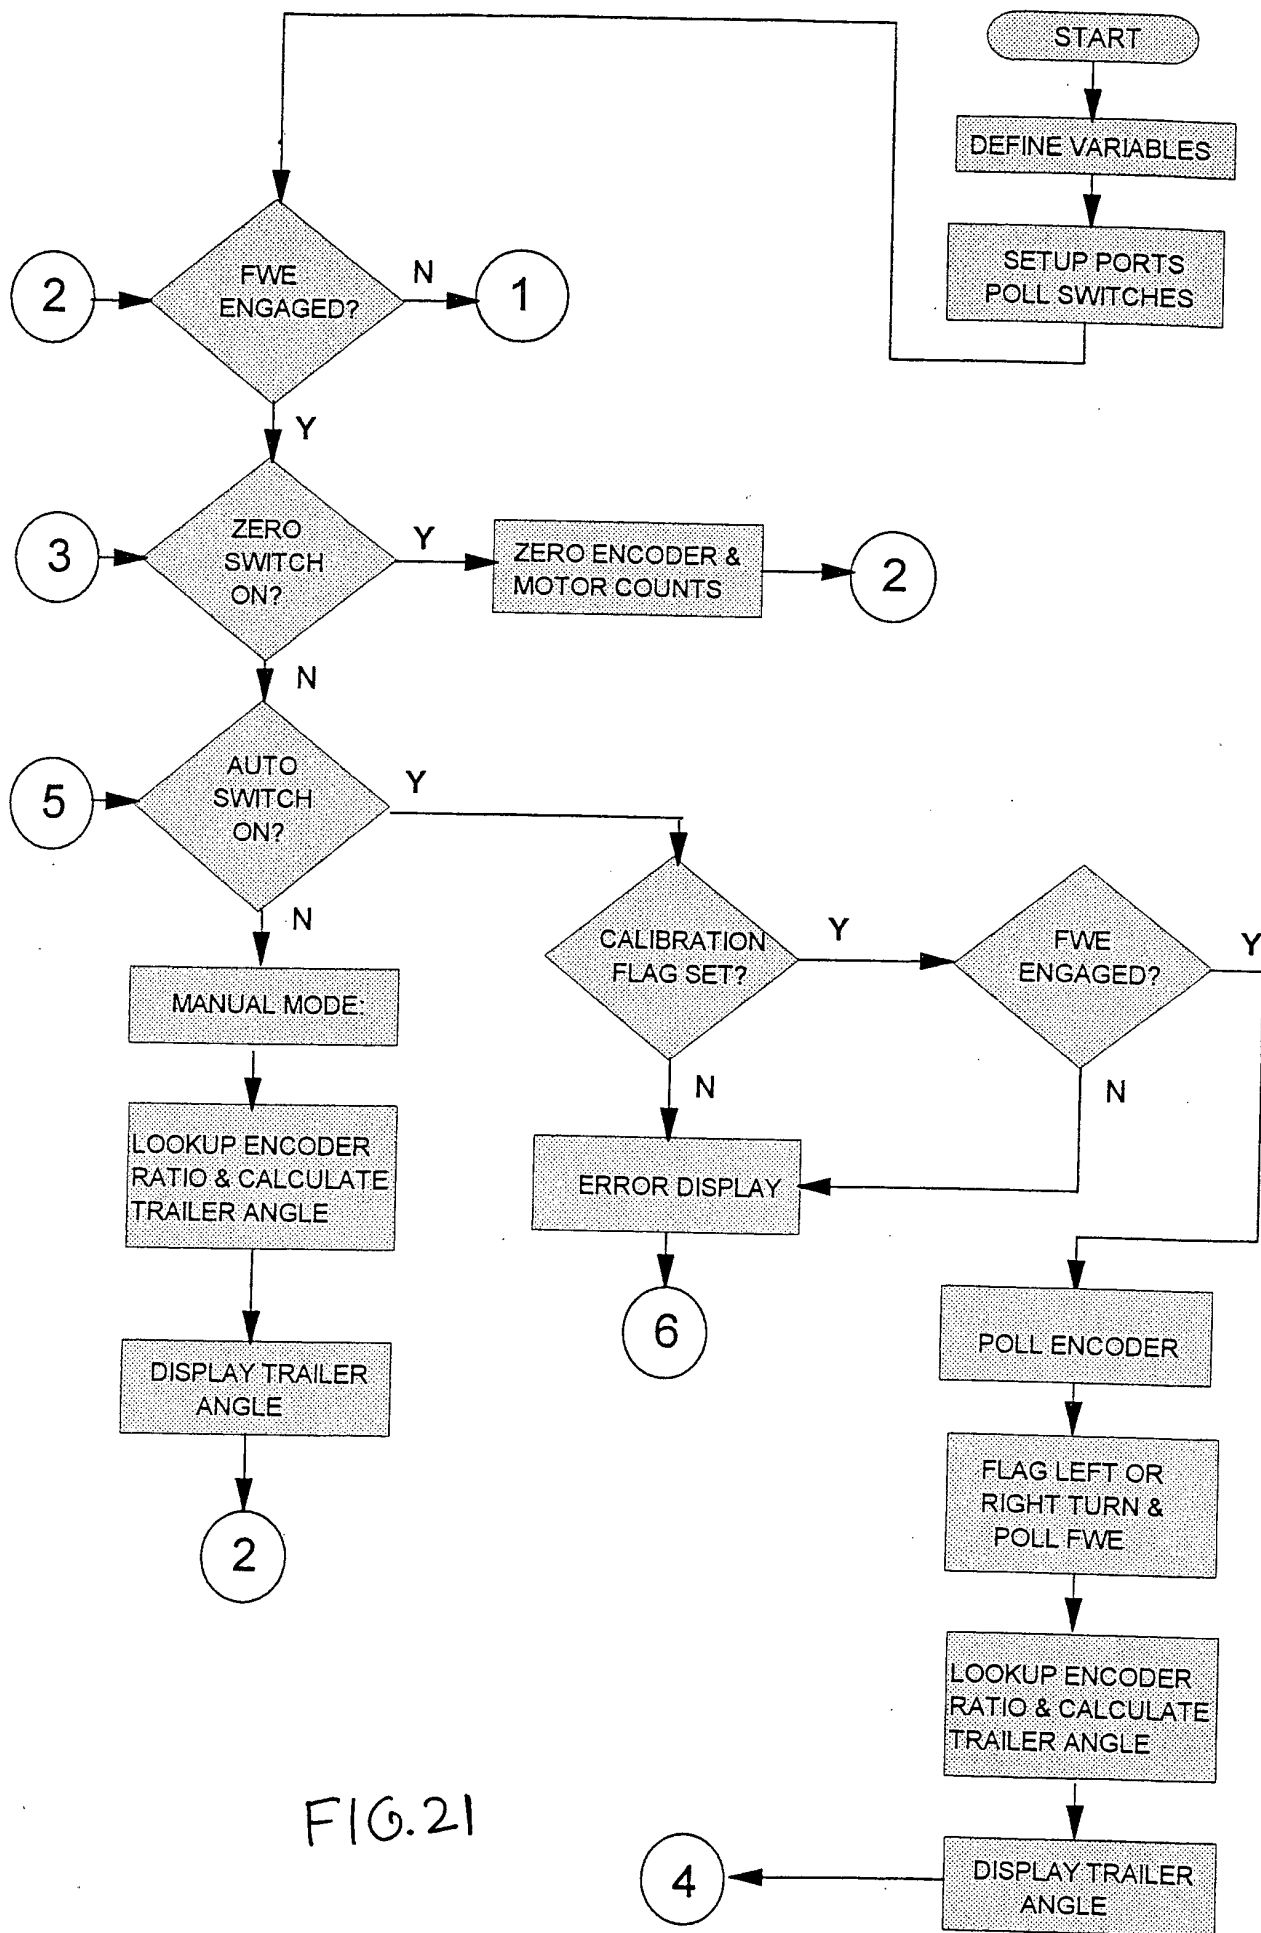 START
DEFINE VARIABLES
SETUP PORTS
POLL SWITCHES
2
FWE
ENGAGED?
N
1
Y
3
ZERO
SWITCH
ON?
Y
ZERO ENCODER &
MOTOR COUNTS
2
N
5
AUTO
SWITCH
ON?
Y
N
CALIBRATION
FLAG SET?
Y
FWE
ENGAGED?
Y
MANUAL MODE:
N
N
LOOKUP ENCODER
RATIO & CALCULATE
TRAILER ANGLE
ERROR DISPLAY
6
DISPLAY TRAILER
ANGLE
2
POLL ENCODER
FLAG LEFT OR
RIGHT TURN &
POLL FWE
LOOKUP ENCODER
RATIO & CALCULATE
TRAILER ANGLE
DISPLAY TRAILER
ANGLE
4
FIG.21